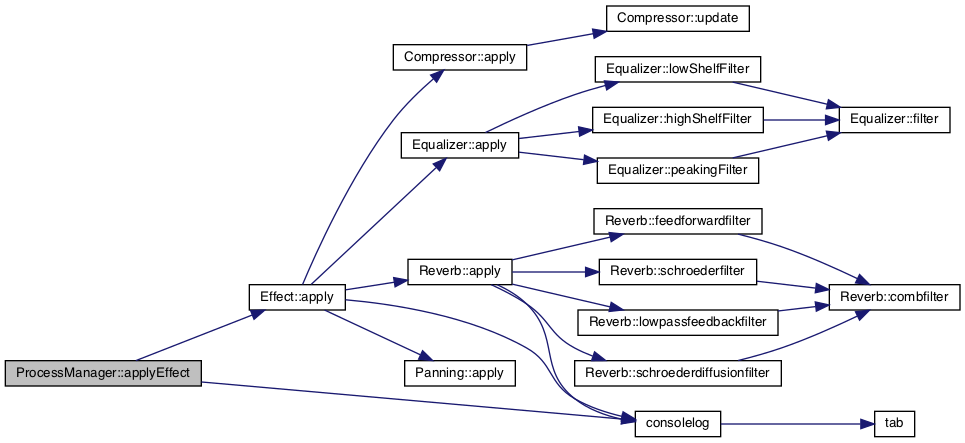 Compressor::update
Compressor::apply
Equalizer::lowShelfFilter
Equalizer::highShelfFilter
Equalizer::filter
Equalizer::apply
Equalizer::peakingFilter
Reverb::feedforwardfilter
Reverb::apply
Reverb::schroederfilter
Effect::apply
Reverb::combfilter
Reverb::lowpassfeedbackfilter
ProcessManager::applyEffect
Panning::apply
Reverb::schroederdiffusionfilter
consolelog
tab